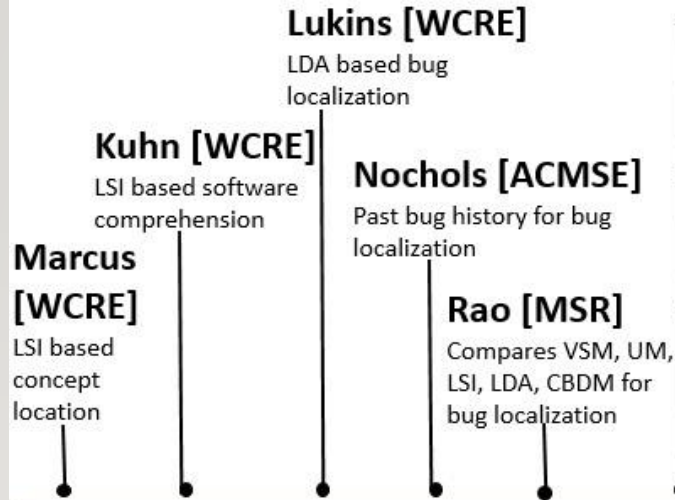 Lukins [WCRE]
LDA based bug
localization
Kuhn [WCRE]
LSI based software
comprehension
Nochols [ACMSE]
Past bug history for bug
localization
Marcus
[WCRE]
LSI based
concept
location
Rao [MSR]
Compares VSM, UM,
LSI, LDA, CBDM for
bug localization